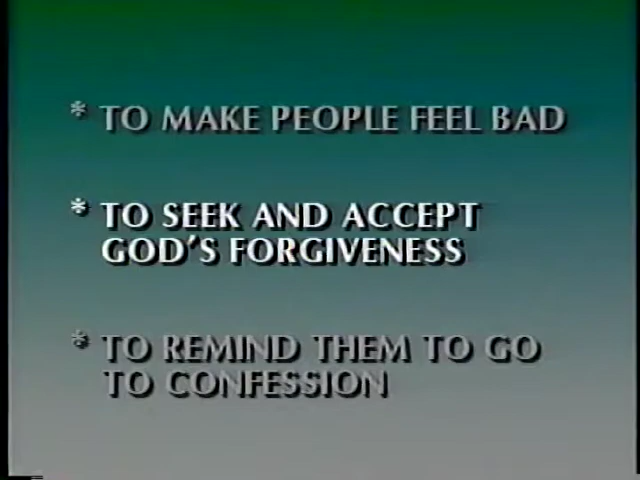 * TO MAKE PEOPLE FEEL BAD
* TO SEEK AND ACCEPT
GOD'S FORGIVENESS
* TO REMIND THEM TO GO
TO CONFESSION